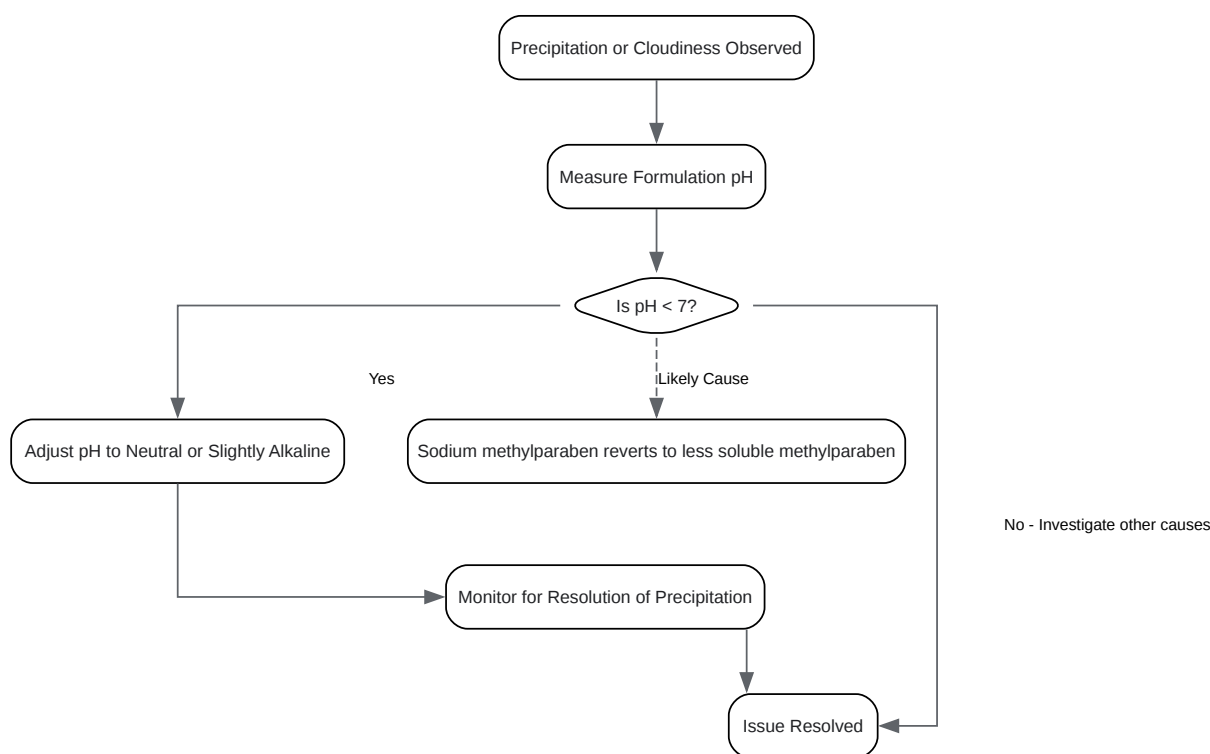 Precipitation or Cloudiness Observed
Measure Formulation pH
Is pH < 7?
Yes
Likely Cause
Adjust pH to Neutral or Slightly Alkaline
Sodium methylparaben reverts to less soluble methylparaben
No - Investigate other causes
Monitor for Resolution of Precipitation
Issue Resolved